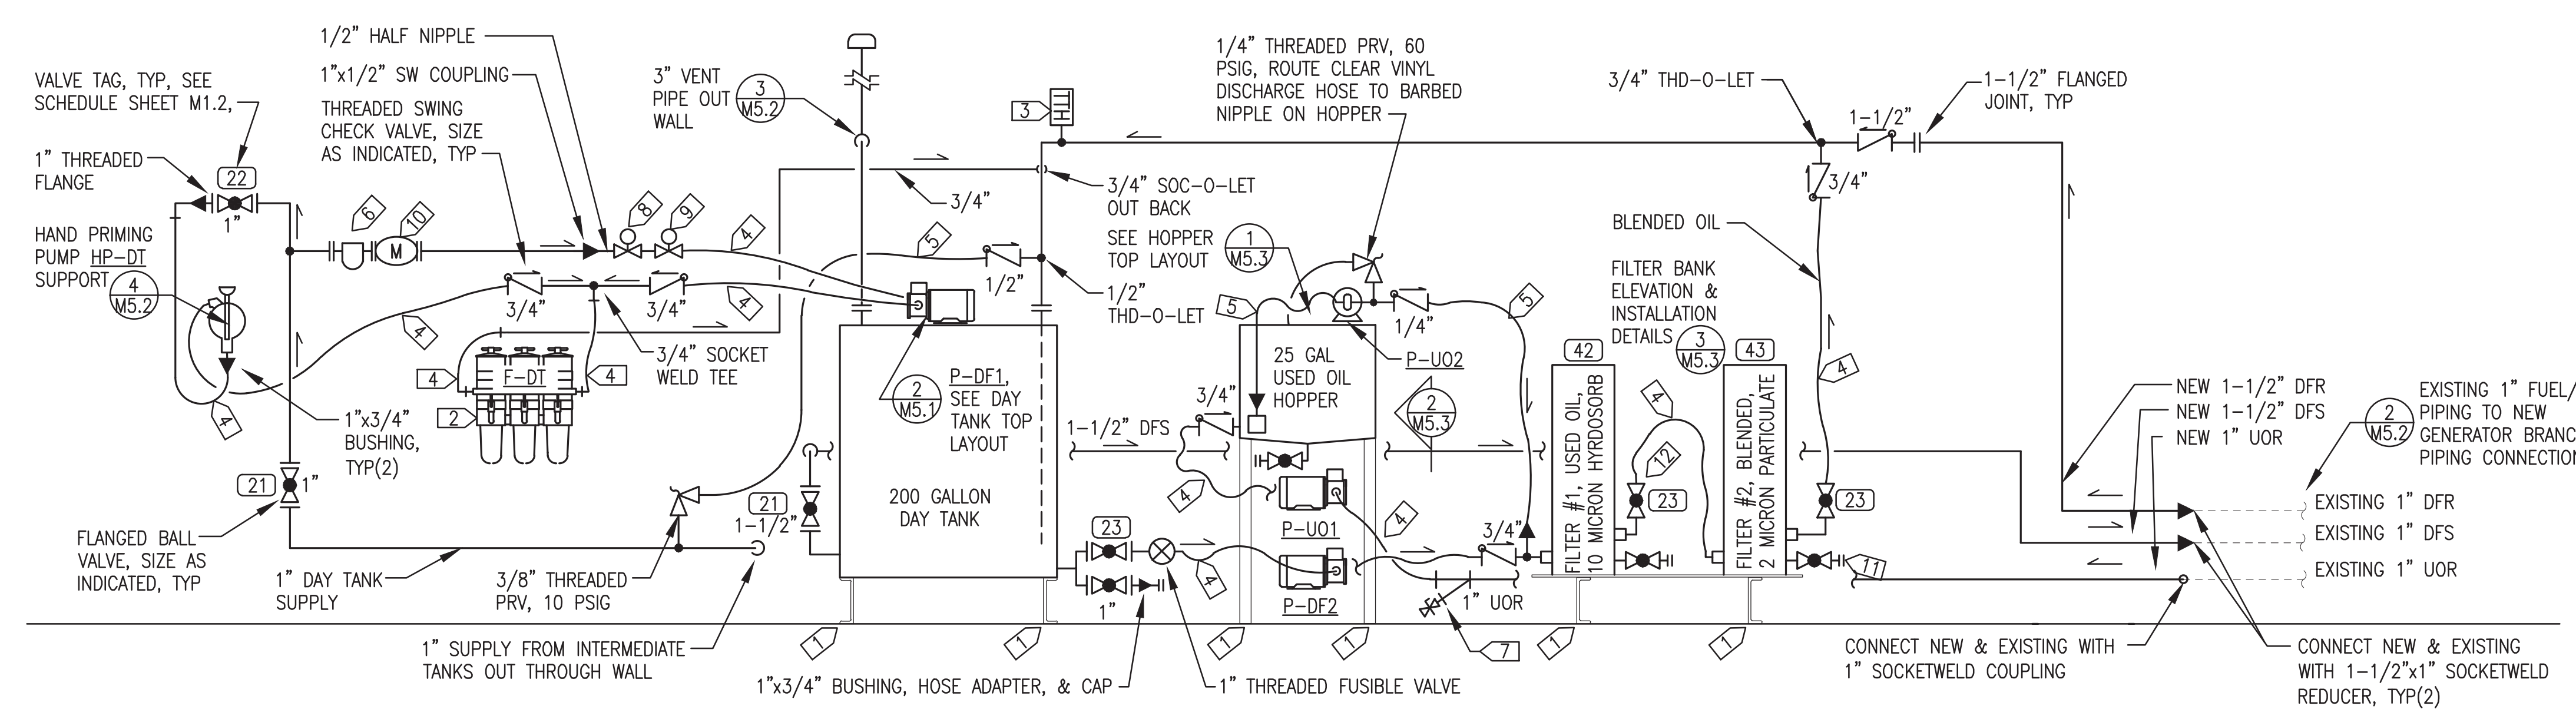 1/2" HALF NIPPLE
1"x1/2" SW COUPLING
VALVE TAG, TYP, SEE
SCHEDULE SHEET M1.2,
THREADED SWING
CHECK VALVE, SIZE
AS INDICATED, TYP
1" THREADED
FLANGE
22
1"
HAND PRIMING
PUMP HP-DT
SUPPORT
4
M5.2
6
10
M
8
9
4
3/4"
3/4"
4
4
4
1"x3/4"
BUSHING,
TYP(2)
4
2
F-DT
4
3/4" SOCKET
WELD TEE
21
1"
FLANGED BALL
VALVE, SIZE AS
INDICATED, TYP
1" DAY TANK
SUPPLY
3/8" THREADED
PRV, 10 PSIG
1" SUPPLY FROM INTERMEDIATE
TANKS OUT THROUGH WALL
3" VENT
PIPE OUT
WALL
3
M5.2
3
LTH
3/4"
3/4" SOC-O-LET
OUT BACK
5
1/2"
1/2"
THD-O-LET
2
M5.1
P-DF1,
SEE DAY
TANK TOP
LAYOUT
200 GALLON
DAY TANK
21
1-1/2"
1
1
1-1/2" DFS
23
1"
4
1"x3/4" BUSHING, HOSE ADAPTER, & CAP
1" THREADED FUSIBLE VALVE
1/4" THREADED PRV, 60
PSIG, ROUTE CLEAR VINYL
DISCHARGE HOSE TO BARBED
NIPPLE ON HOPPER
SEE HOPPER
TOP LAYOUT
1
M5.3
5
1/4"
5
P-UO2
25 GAL
USED OIL
HOPPER
2
M5.3
3/4"
4
P-UO1
4
P-DF2
3/4"
1" UOR
7
1
1
3/4" THD-O-LET
1-1/2"
1-1/2" FLANGED
JOINT, TYP
3/4"
BLENDED OIL
FILTER BANK
ELEVATION &
INSTALLATION
DETAILS
3
M5.3
42
FILTER #1, USED OIL,
10 MICRON HYRDOSORB
4
12
23
43
FILTER #2, BLENDED,
2 MICRON PARTICULATE
4
23
11
1
1
NEW 1-1/2" DFR
NEW 1-1/2" DFS
NEW 1" UOR
2
M5.2
EXISTING 1" FUEL/
PIPING TO NEW
GENERATOR BRANC
PIPING CONNECTION
EXISTING 1" DFR
EXISTING 1" DFS
EXISTING 1" UOR
CONNECT NEW & EXISTING WITH
1" SOCKETWELD COUPLING
CONNECT NEW & EXISTING
WITH 1-1/2"x1" SOCKETWELD
REDUCER, TYP(2)